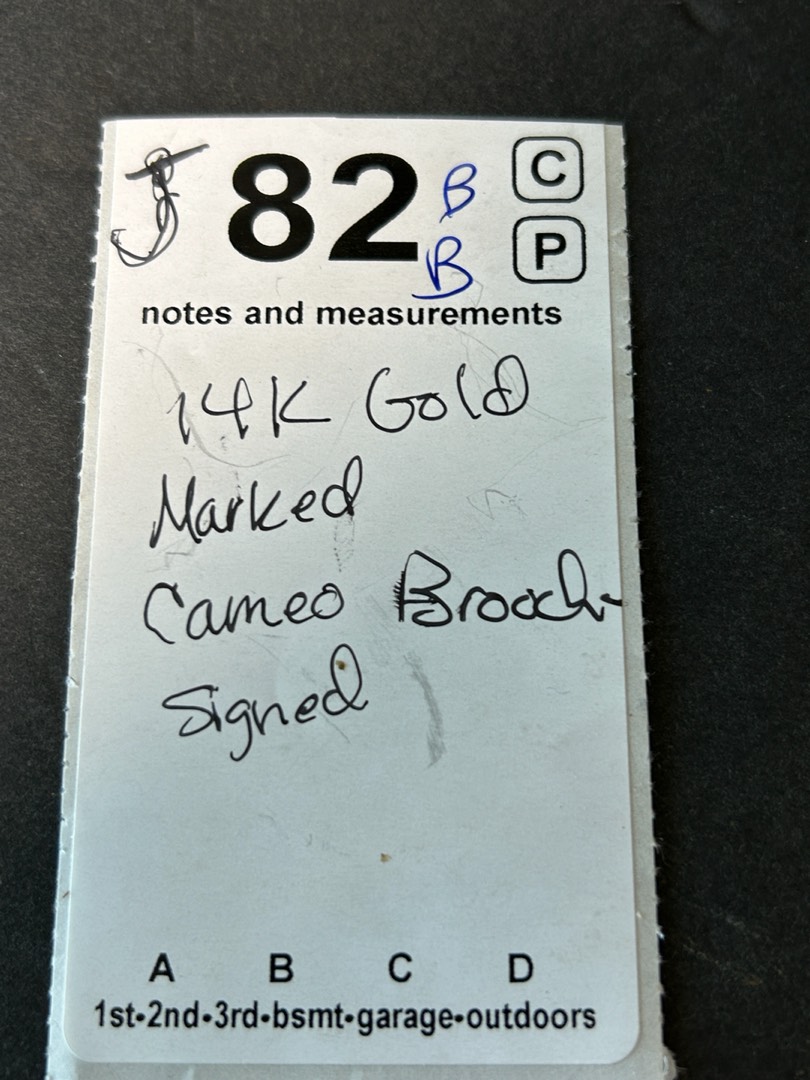 J 82 B C
B P
notes and measurements
14K Gold
Marked
Cameo Brooch
Signed
A B C D
1st•2nd•3rd•bsmt•garage•outdoors